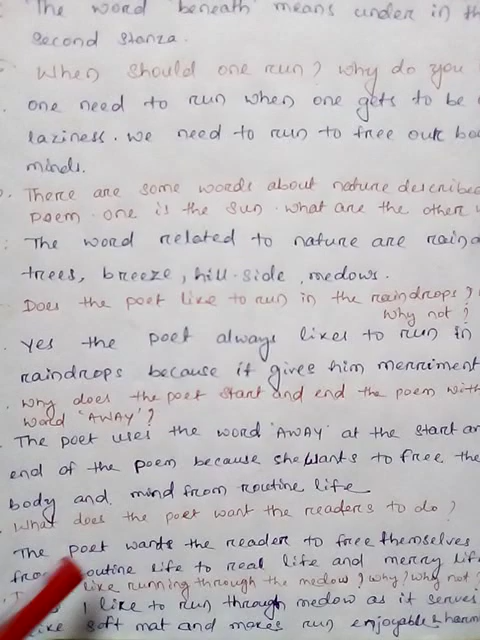 The word 'beneath' means under in th
second stanza.
When should one run? Why do you
one need to run when one gets to be
laziness. We need to run to free our bo
minds.
There are some words about nature described
poem. One is the sun. What are the other
The word related to nature are raind
trees, breeze, hill-side, medows.
Does the poet like to run in the raindrops?
Why not?
Yes the poet always likes to run in
raindrops because it gives him merriment
Why does the poet start and end the poem with
word 'AWAY'?
The poet uses the word 'AWAY' at the start an
end of the poem because she wants to free the
body and mind from routine life
What does the poet want the readers to do?
The poet wants the reader to free themselves
from routine life to real life and merry life
like running through the medow? Why? Why not?
I like to run through medow as it serves
like soft mat and makes run enjoyable &